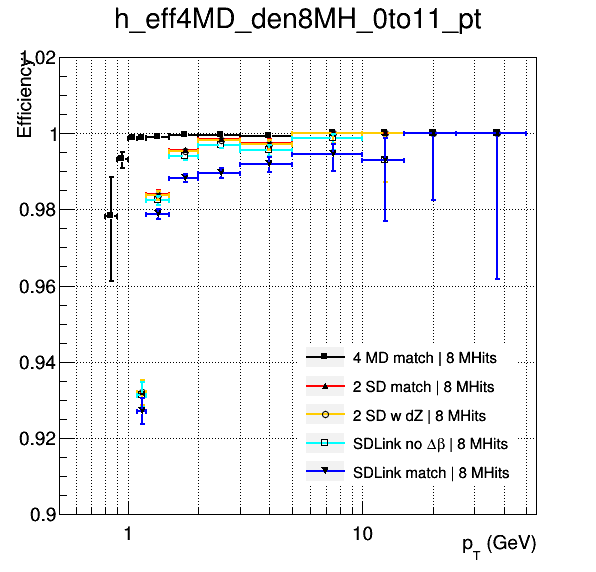 h_eff4MD_den8MH_0to11_pt
Efficiency
1.02
1
0.98
0.96
0.94
0.92
0.9
4 MD match | 8 MHits
2 SD match | 8 MHits
2 SD w dZ | 8 MHits
SDLink no Δβ | 8 MHits
SDLink match | 8 MHits
1
10
p_T (GeV)